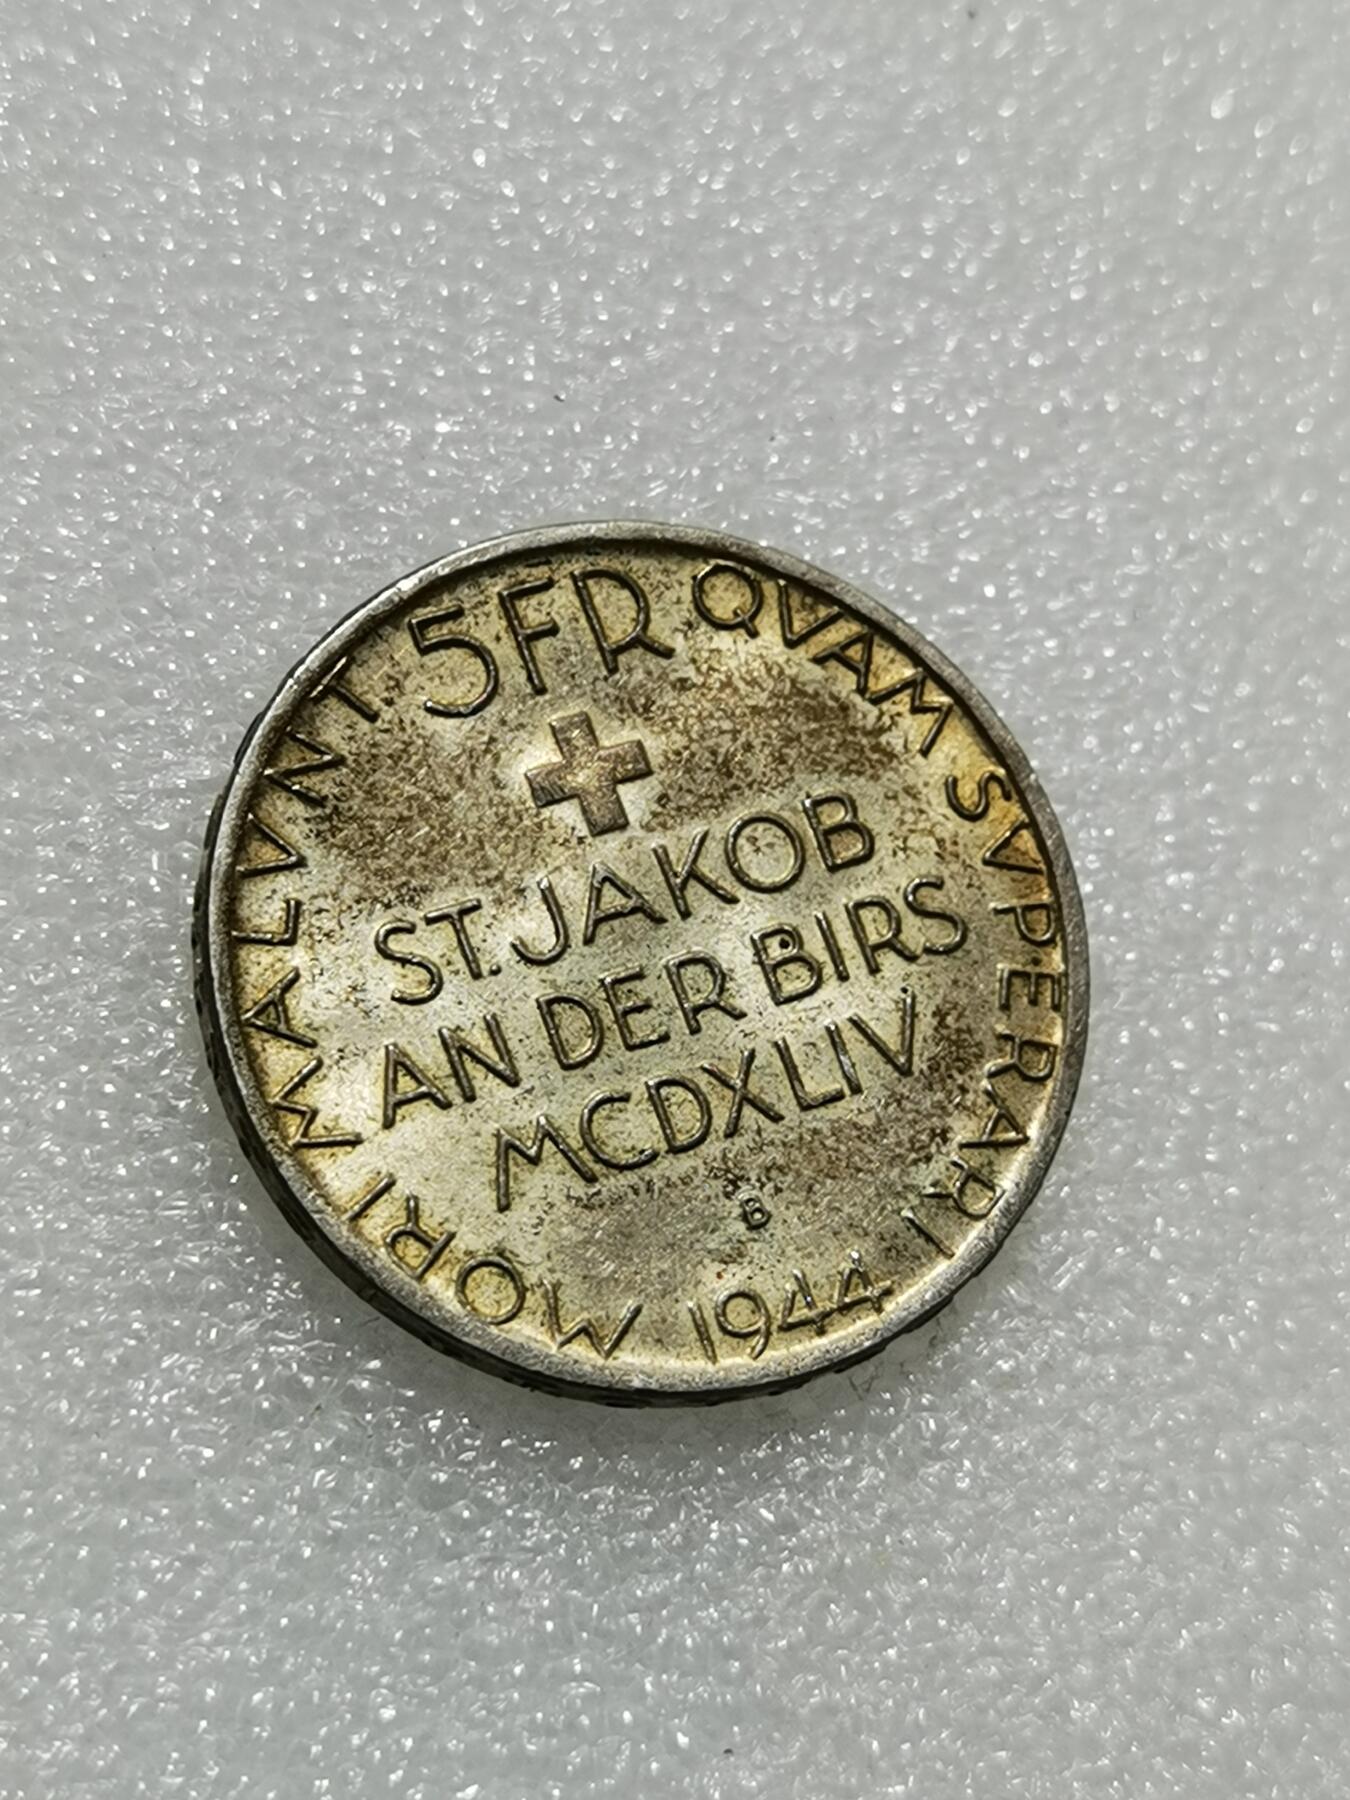 5FR
ST. JAKOB
AN DER BIRS
MCDXLIV
B
1944
MORI MALVNT QVAM SVPERARI